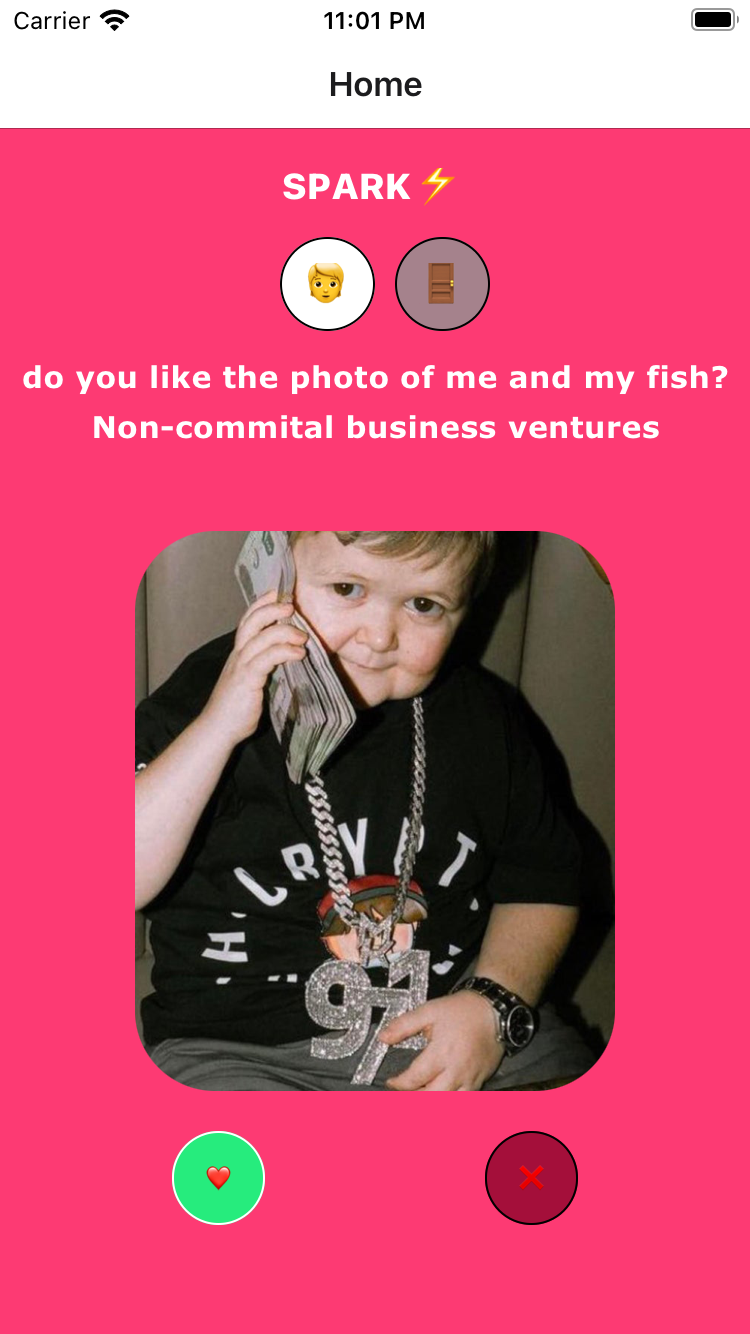 Carrier
11:01 PM
Home
SPARK⚡
do you like the photo of me and my fish?
Non-commital business ventures
97